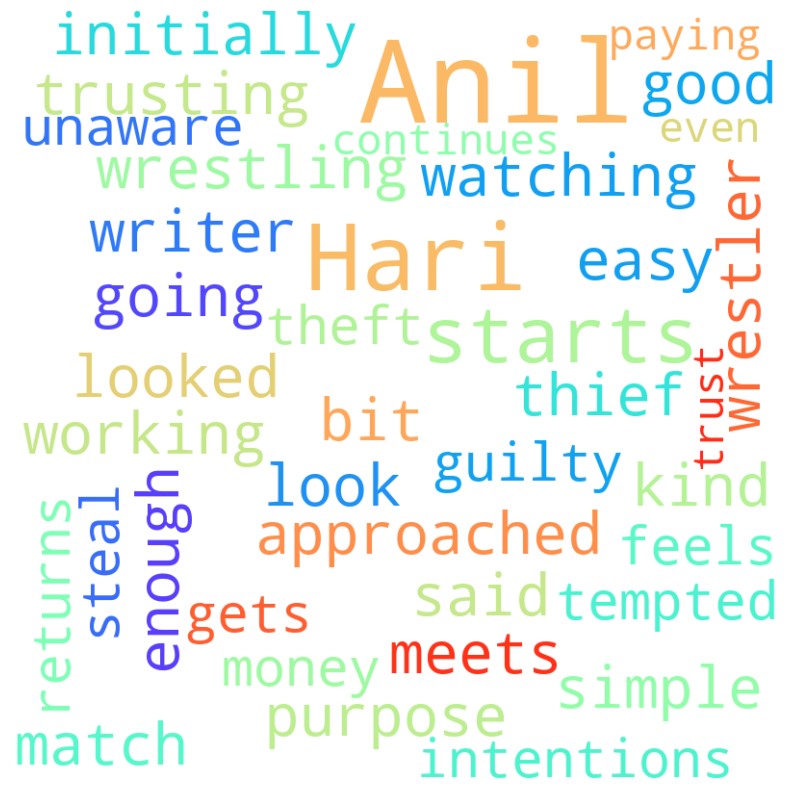 initially
paying
Anil
trusting
good
unaware
continues
even
wrestling
watching
wrestler
writer
Hari
easy
going
theft
starts
looked
thief
trust
working
bit
guilty
look
kind
enough
steal
returns
approached
feels
said
tempted
gets
meets
money
simple
purpose
match
intentions